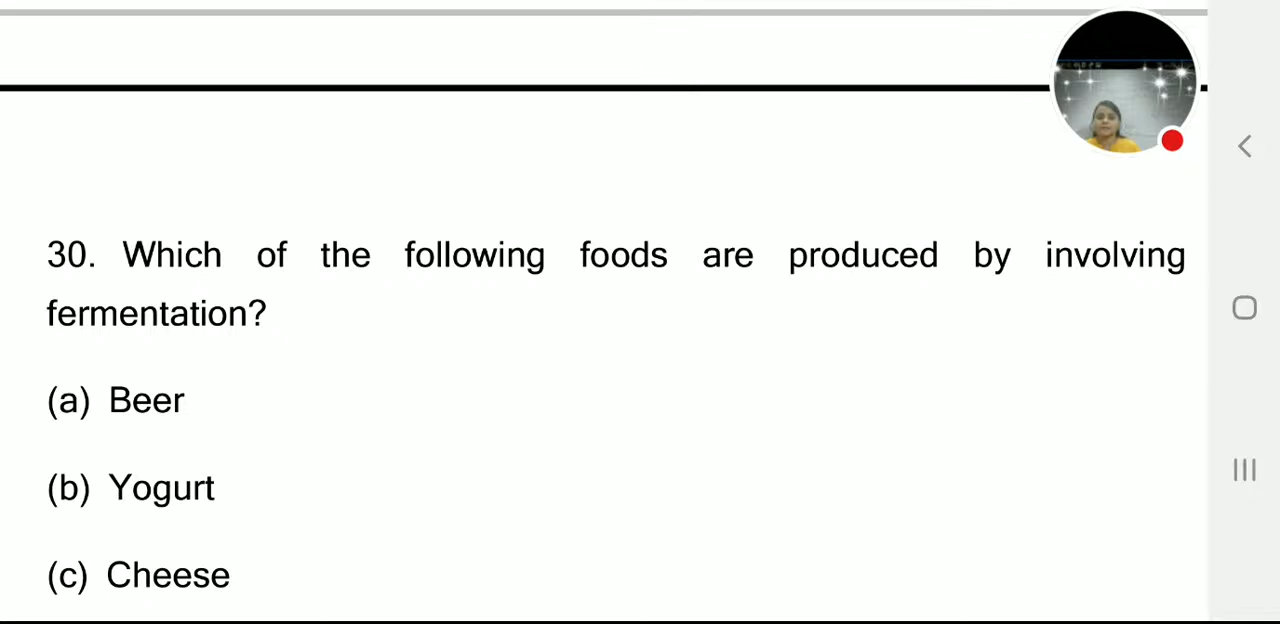 30. Which of the following foods are produced by involving
fermentation?
(a) Beer
(b) Yogurt
(c) Cheese